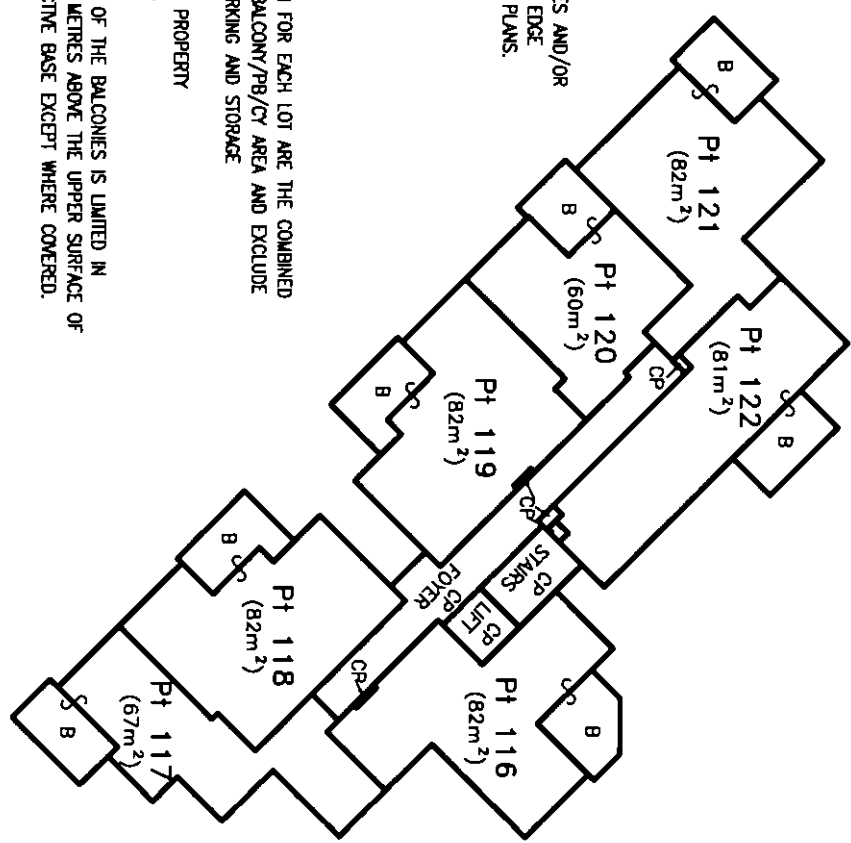 CS AND/OR
EDGE
PLANS.
FOR EACH LOT ARE THE COMBINED
BALCONY/PB/CY AREA AND EXCLUDE
RKING AND STORAGE
PROPERTY
OF THE BALCONIES IS LIMITED IN
METRES ABOVE THE UPPER SURFACE OF
CTIVE BASE EXCEPT WHERE COVERED.
B
S
Pt 121
(82m²)
B
S
Pt 120
(60m²)
CP
Pt 122
(81m²)
S
B
B
S
Pt 119
(82m²)
CP
STAIRS
CP
LIFT
CP
FOYER
CP
B
S
Pt 118
(82m²)
CP
Pt 116
(82m²)
S
B
Pt 117
(67m²)
S
B